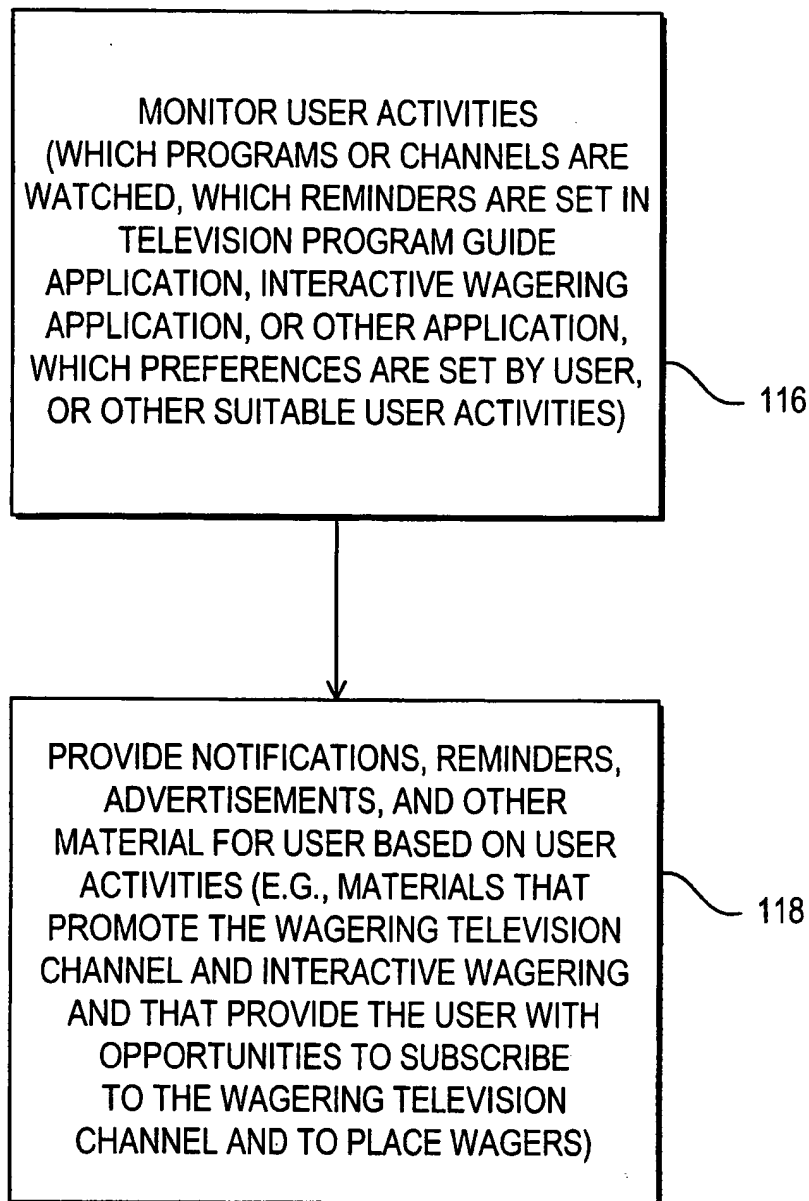 MONITOR USER ACTIVITIES
(WHICH PROGRAMS OR CHANNELS ARE
WATCHED, WHICH REMINDERS ARE SET IN
TELEVISION PROGRAM GUIDE
APPLICATION, INTERACTIVE WAGERING
APPLICATION, OR OTHER APPLICATION,
WHICH PREFERENCES ARE SET BY USER,
OR OTHER SUITABLE USER ACTIVITIES)
116
PROVIDE NOTIFICATIONS, REMINDERS,
ADVERTISEMENTS, AND OTHER
MATERIAL FOR USER BASED ON USER
ACTIVITIES (E.G., MATERIALS THAT
PROMOTE THE WAGERING TELEVISION
CHANNEL AND INTERACTIVE WAGERING
AND THAT PROVIDE THE USER WITH
OPPORTUNITIES TO SUBSCRIBE
TO THE WAGERING TELEVISION
CHANNEL AND TO PLACE WAGERS)
118